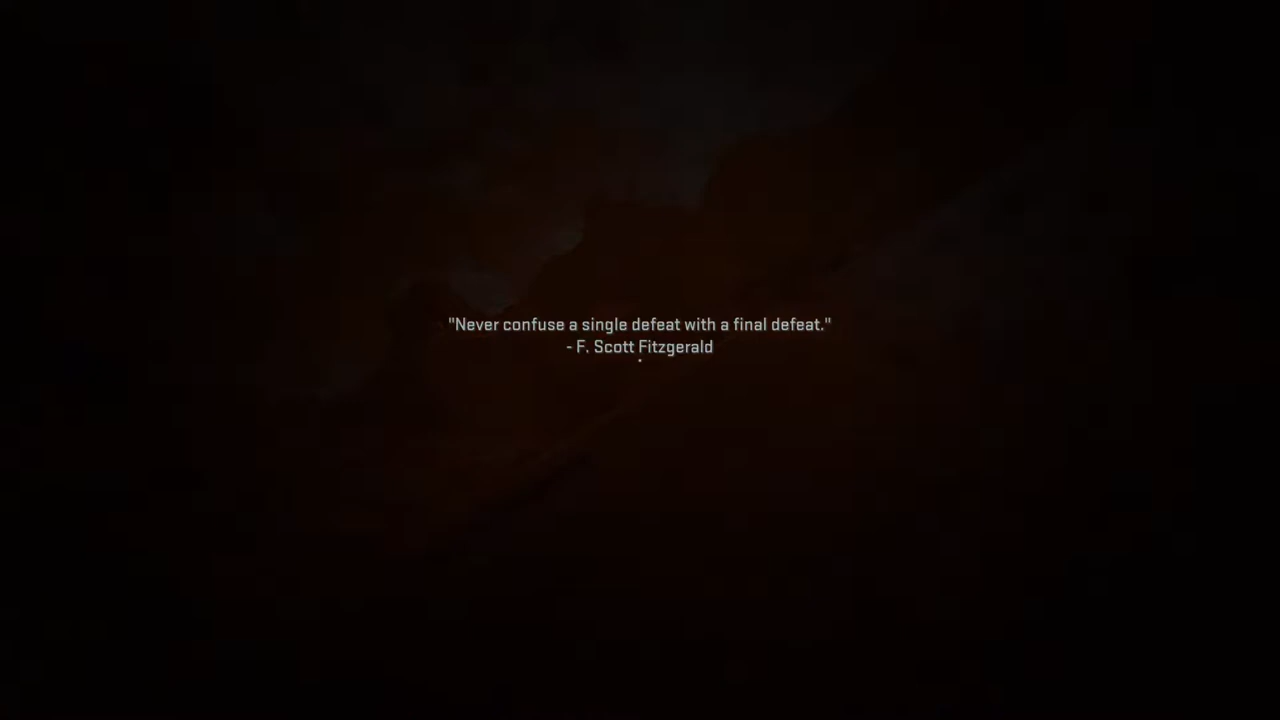 "Never confuse a single defeat with a final defeat."
- F. Scott Fitzgerald